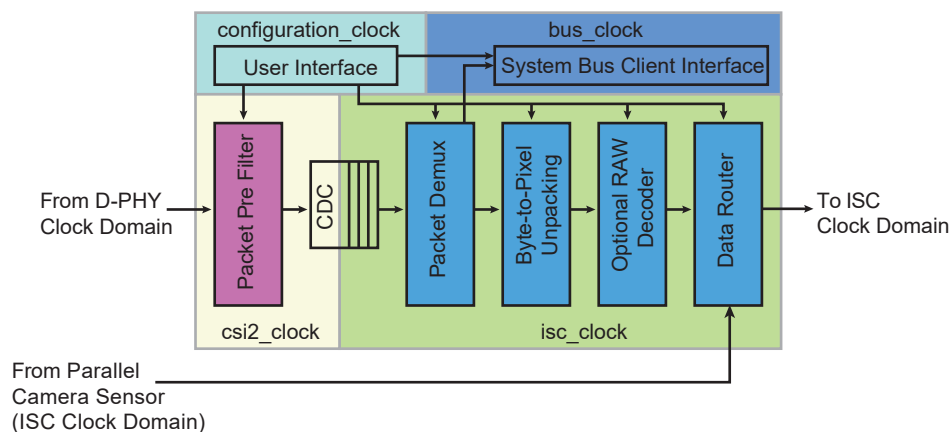 configuration_clock
bus_clock
User Interface
System Bus Client Interface
From D-PHY
Clock Domain
Packet Pre Filter
CDC
Packet Demux
Byte-to-Pixel
Unpacking
Optional RAW
Decoder
Data Router
To ISC
Clock Domain
csi2_clock
isc_clock
From Parallel
Camera Sensor
(ISC Clock Domain)